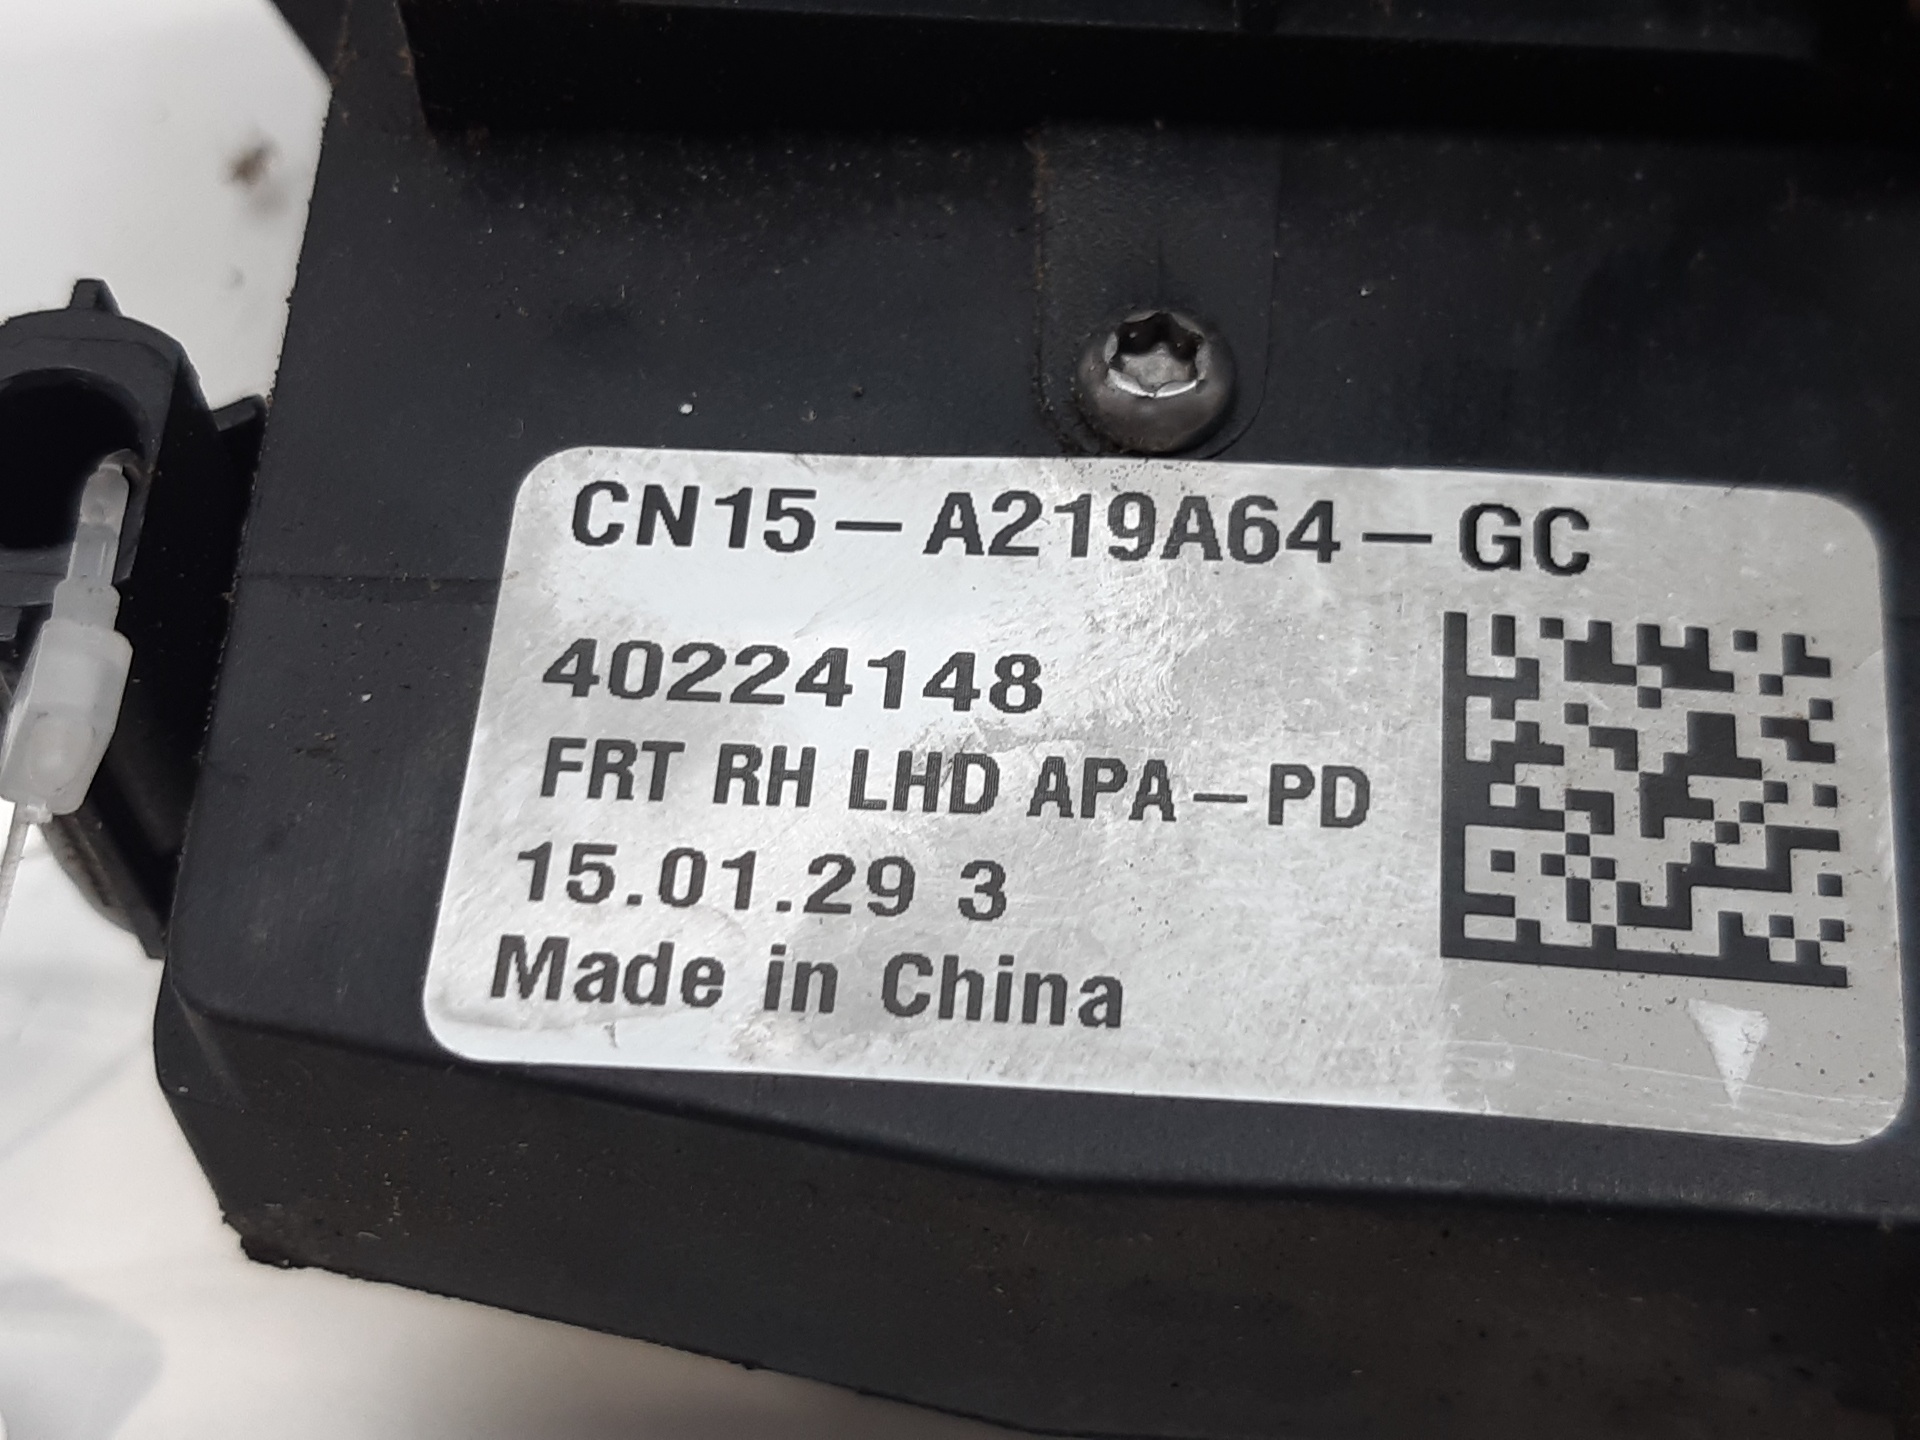 CN15-A219A64-GC
40224148
FRT RH LHD APA-PD
15.01.29 3
Made in China